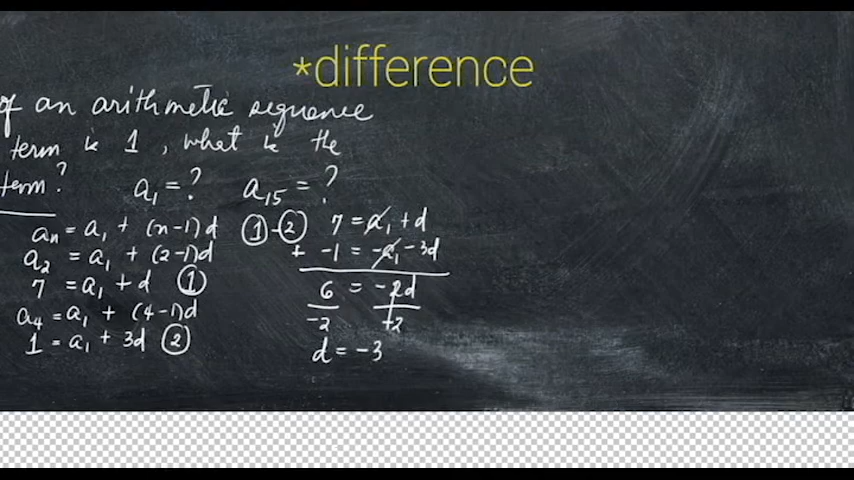 *difference
of an arithmetic sequence
term is 1, what is the
term?
a₁ = ? a₁₅ = ?
aₙ = a₁ + (n-1)d
a₂ = a₁ + (2-1)d
7 = a₁ + d ①
a₄ = a₁ + (4-1)d
1 = a₁ + 3d ②
①-② 7 = a₁ + d
+ -1 = -a₁ - 3d
6 = -2d
-2 -2
d = -3